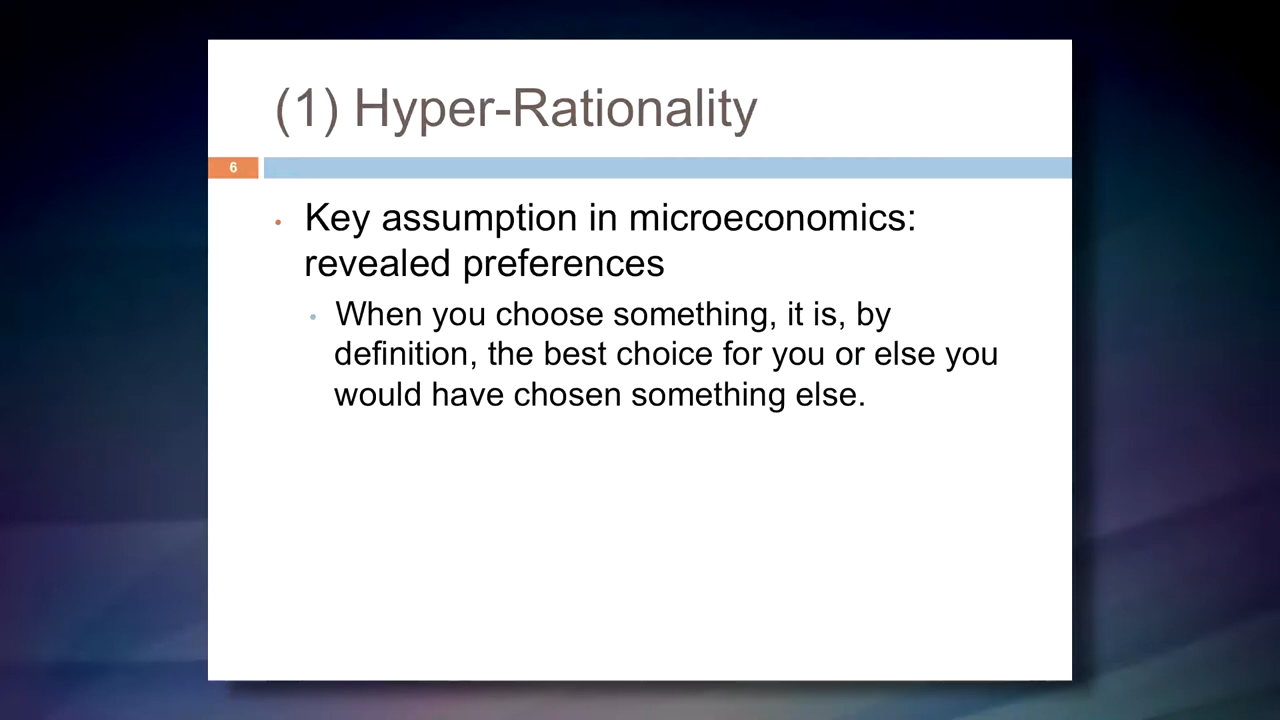 (1) Hyper-Rationality
6
• Key assumption in microeconomics:
revealed preferences
• When you choose something, it is, by
definition, the best choice for you or else you
would have chosen something else.